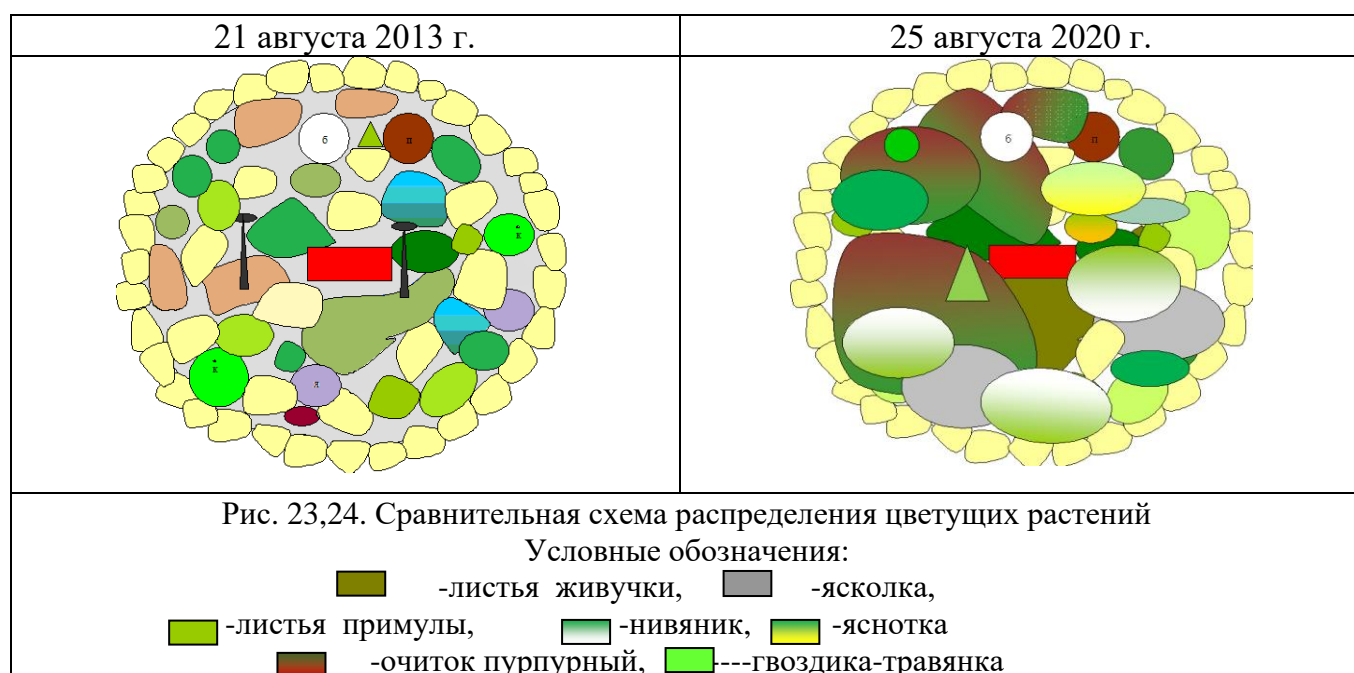 21 августа 2013 г.
25 августа 2020 г.
б
п
к
к
я
б
п
Рис. 23,24. Сравнительная схема распределения цветущих растений
Условные обозначения:
-листья живучки, -ясколка,
-листья примулы, -нивяник, -яснотка
-очиток пурпурный, ----гвоздика-травянка